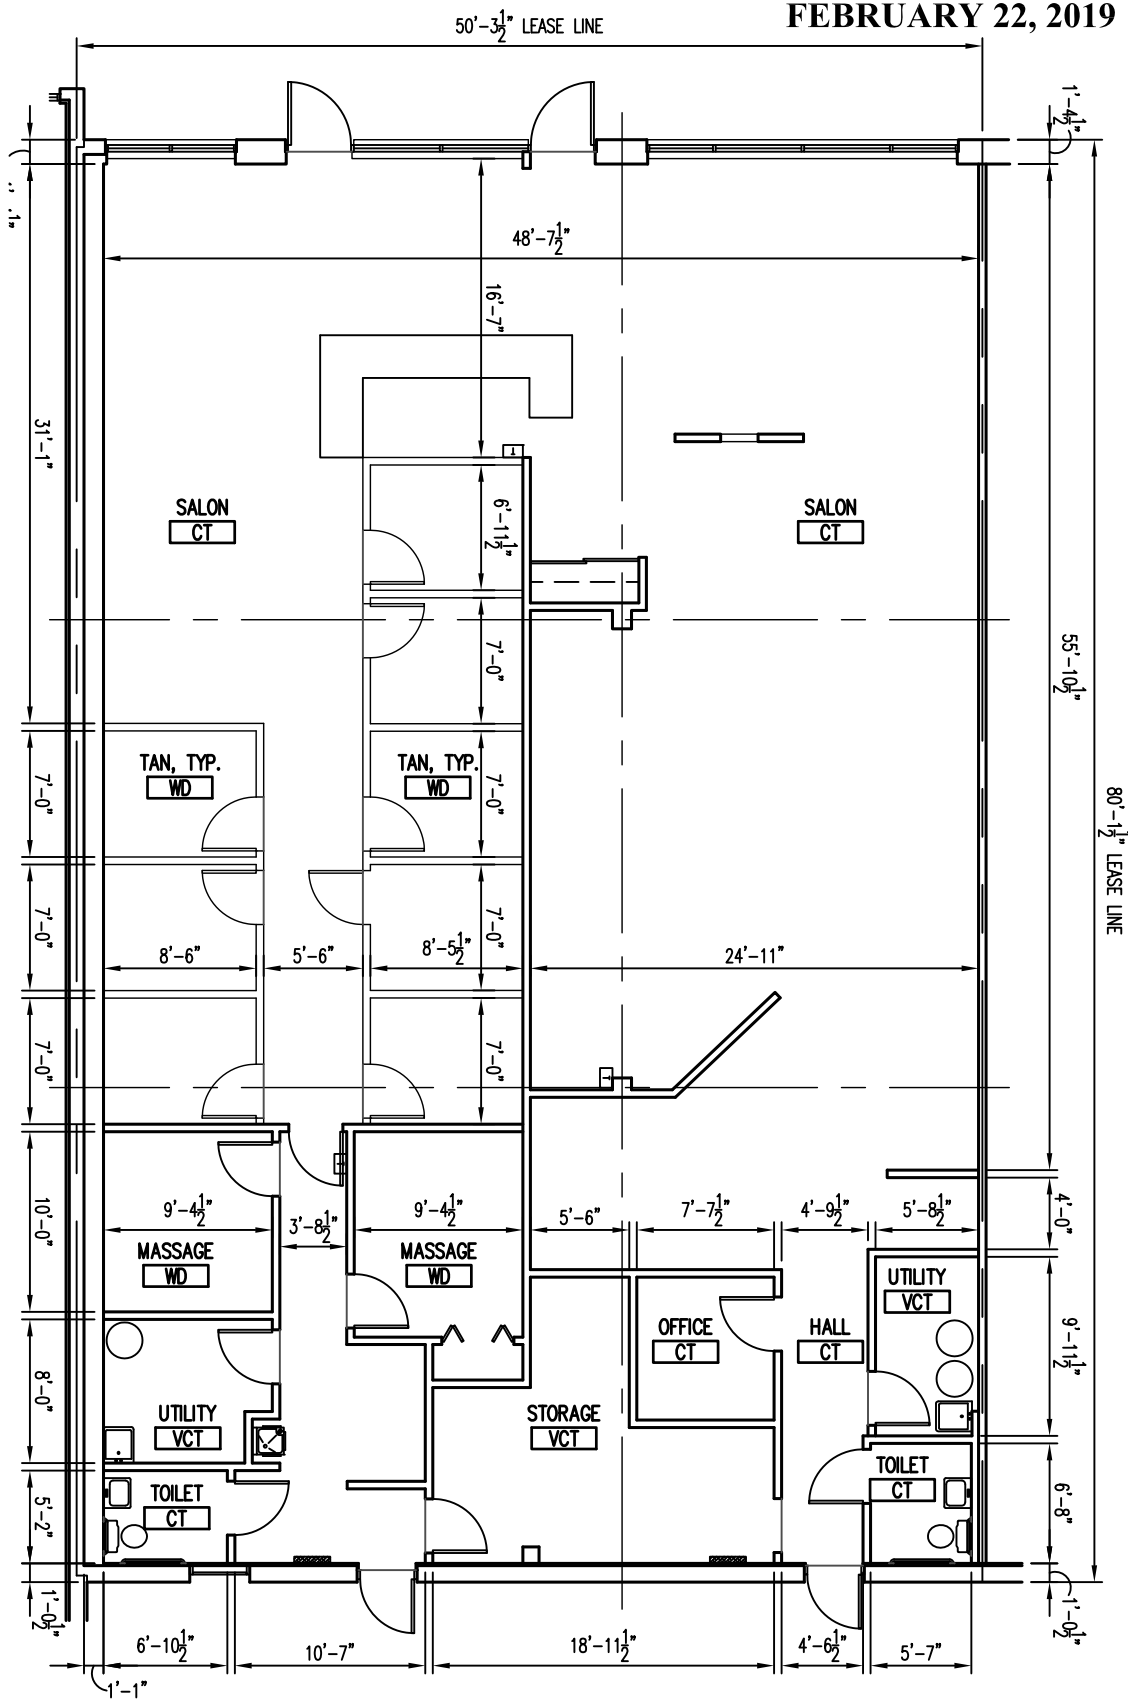 FEBRUARY 22, 2019
50'-3½" LEASE LINE
1'-4½"
48'-7½"
16'-7"
31'-1"
SALON
CT
SALON
CT
6'-11½"
7'-0"
55'-10½"
80'-1½" LEASE LINE
TAN, TYP.
WD
TAN, TYP.
WD
7'-0"
7'-0"
7'-0"
7'-0"
8'-6"
5'-6"
8'-5½"
24'-11"
7'-0"
7'-0"
10'-0"
9'-4½"
3'-8½"
9'-4½"
5'-6"
7'-7½"
4'-9½"
5'-8½"
4'-0"
MASSAGE
WD
MASSAGE
WD
UTILITY
VCT
OFFICE
CT
HALL
CT
9'-11½"
8'-0"
UTILITY
VCT
STORAGE
VCT
TOILET
CT
TOILET
CT
5'-2"
6'-8"
1'-0½"
1'-0½"
6'-10½"
10'-7"
18'-11½"
4'-6½"
5'-7"
1'-1"